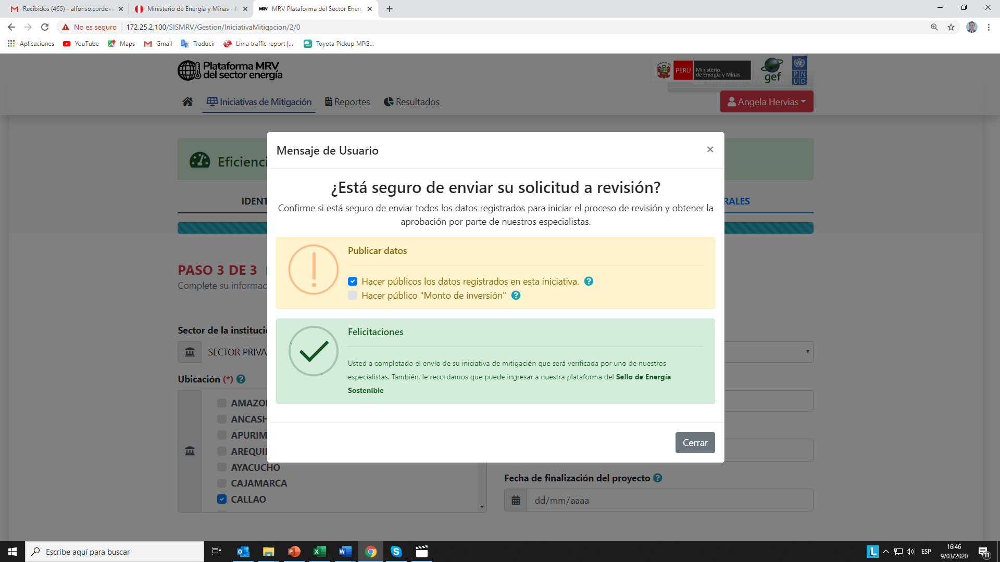 Recibidos (465) - alfonso.cordova
Ministerio de Energía y Minas - M
MRV MRV Plataforma del Sector Energ
No es seguro 172.25.2.100/SISMRV/Gestion/IniciativaMitigacion/2/0
Aplicaciones YouTube Maps Gmail Traducir Lima traffic report |... Toyota Pickup MPG...
Plataforma MRV
del sector energía
PERÚ Ministerio
de Energía y Minas
gef
PN
UD
Iniciativas de Mitigación Reportes Resultados Angela Hervias
Eficienci
Mensaje de Usuario ×
¿Está seguro de enviar su solicitud a revisión?
IDENT RALES
Confirme si está seguro de enviar todos los datos registrados para iniciar el proceso de revisión y obtener la
aprobación por parte de nuestros especialistas.
Publicar datos
Hacer públicos los datos registrados en esta iniciativa. ?
Hacer público "Monto de inversión" ?
Felicitaciones
Usted a completado el envío de su iniciativa de mitigación que será verificada por uno de nuestros
especialistas. También, le recordamos que puede ingresar a nuestra plataforma del Sello de Energía
Sostenible
Cerrar
PASO 3 DE 3
Complete su informac
Sector de la institucio
SECTOR PRIVA
Ubicación (*) ?
AMAZO
ANCASH
APURIM
AREQUI
AYACUCHO
CAJAMARCA
CALLAO
Fecha de finalización del proyecto ?
dd/mm/aaaa
Escribe aquí para buscar
ESP
16:46
9/03/2020
11